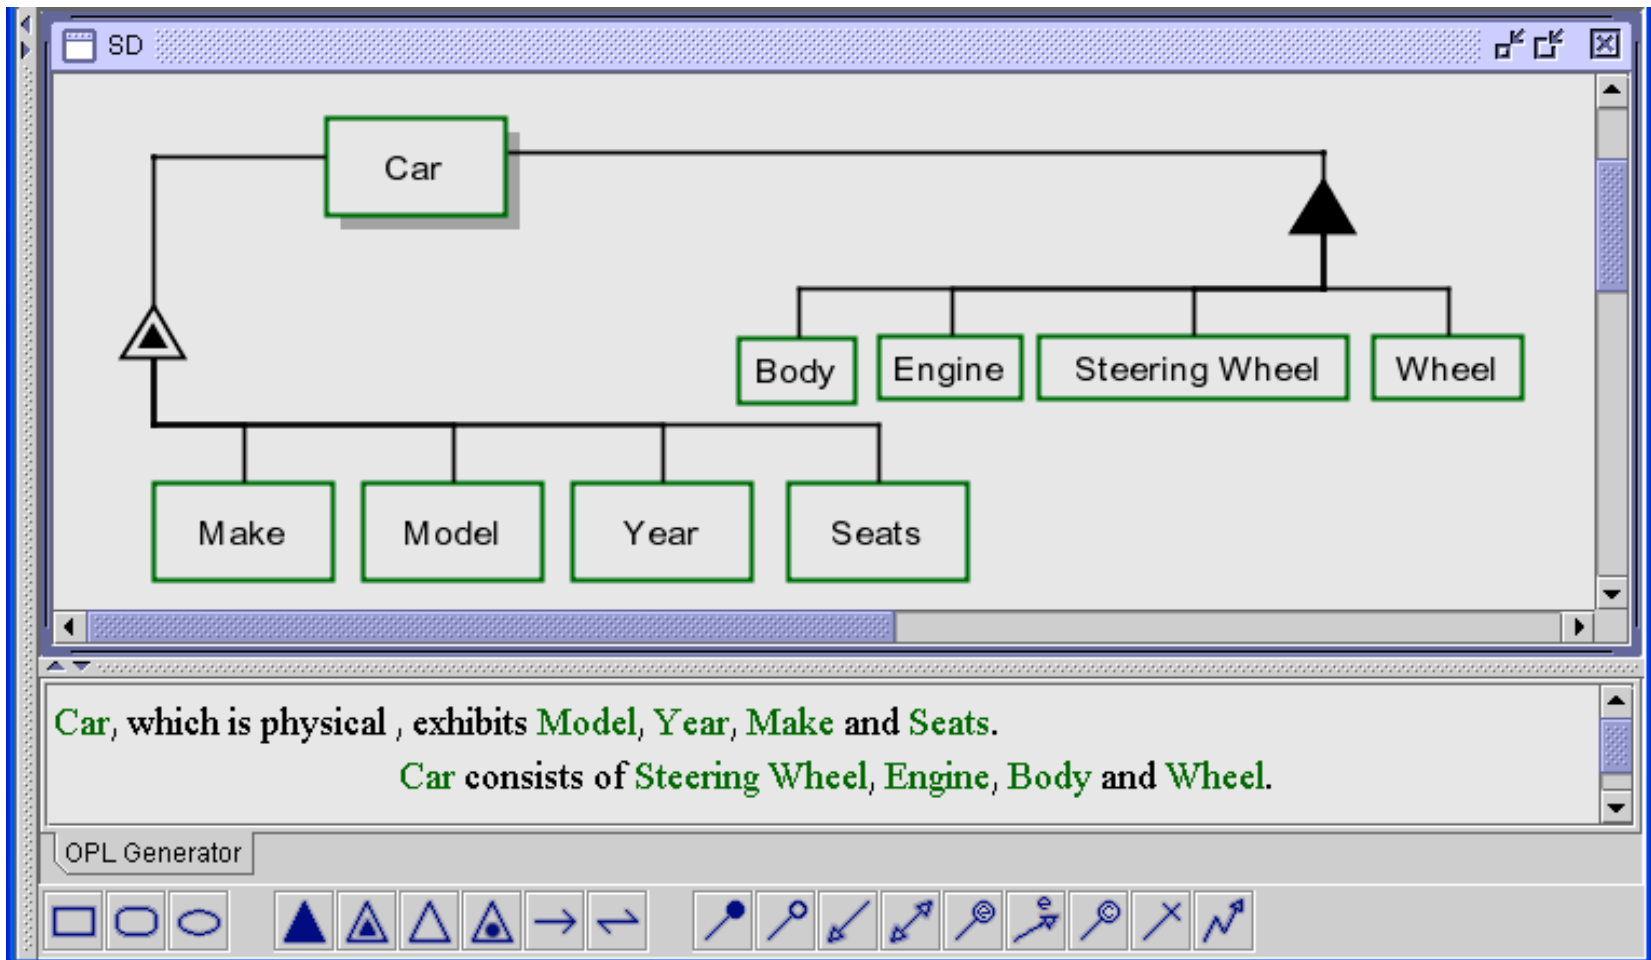 SD
Car
Body Engine Steering Wheel Wheel
Make Model Year Seats
Car, which is physical , exhibits Model, Year, Make and Seats.
Car consists of Steering Wheel, Engine, Body and Wheel.
OPL Generator
e e c